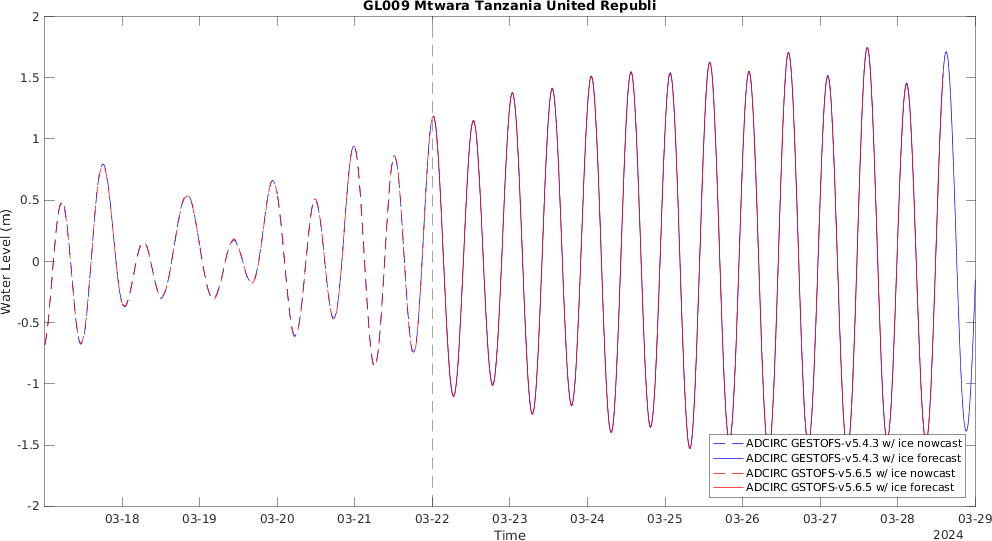 GL009 Mtwara Tanzania United Republi
2
1.5
1
0.5
0
-0.5
-1
-1.5
-2
Water Level (m)
03-18 03-19 03-20 03-21 03-22 03-23 03-24 03-25 03-26 03-27 03-28 03-29
Time
2024
ADCIRC GESTOFS-v5.4.3 w/ ice nowcast
ADCIRC GESTOFS-v5.4.3 w/ ice forecast
ADCIRC GSTOFS-v5.6.5 w/ ice nowcast
ADCIRC GSTOFS-v5.6.5 w/ ice forecast